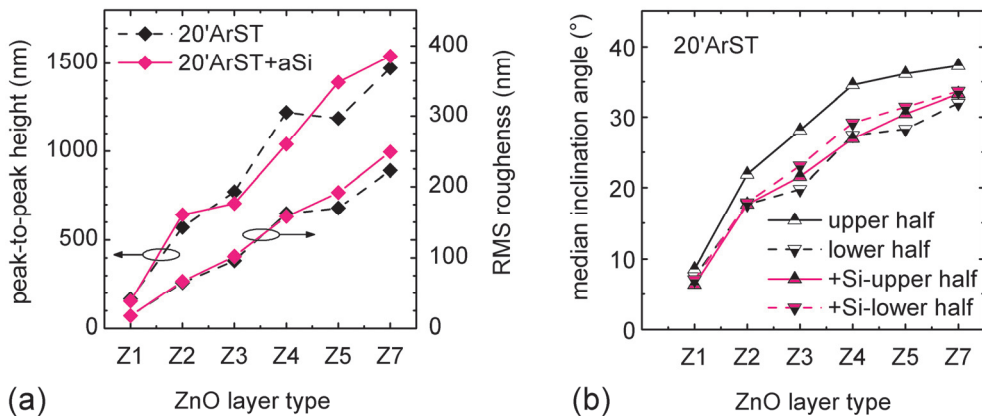 20'ArST
20'ArST+aSi
peak-to-peak height (nm)
1500
1000
500
0
400
300
200
100
0
RMS roughenss (nm)
Z1 Z2 Z3 Z4 Z5 Z7
(a) ZnO layer type
20'ArST
median inclination angle (°)
40
30
20
10
0
upper half
lower half
+Si-upper half
+Si-lower half
Z1 Z2 Z3 Z4 Z5 Z7
(b) ZnO layer type